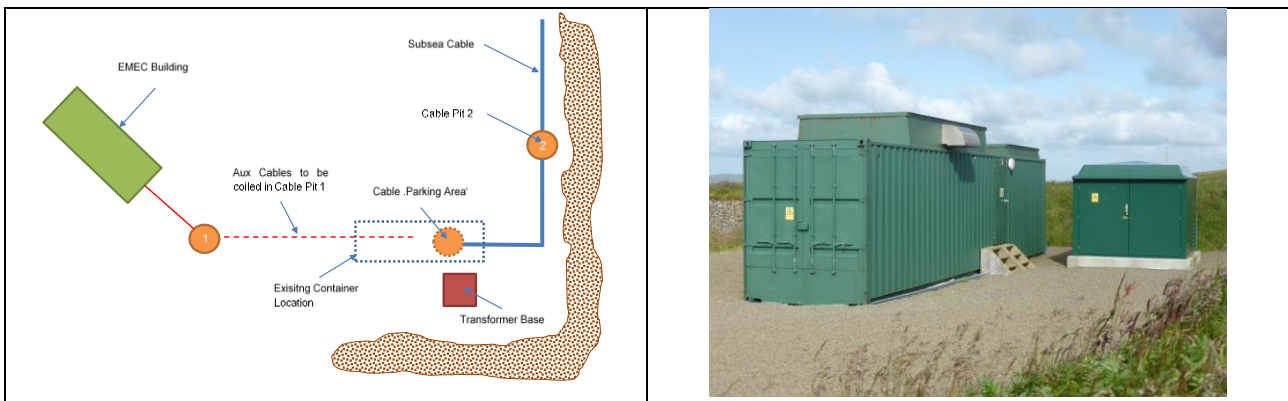 Subsea Cable
EMEC Building
Cable Pit 2
2
Aux Cables to be
coiled in Cable Pit 1
Cable ‚Parking Area'
1
Exisitng Container
Location
Transformer Base